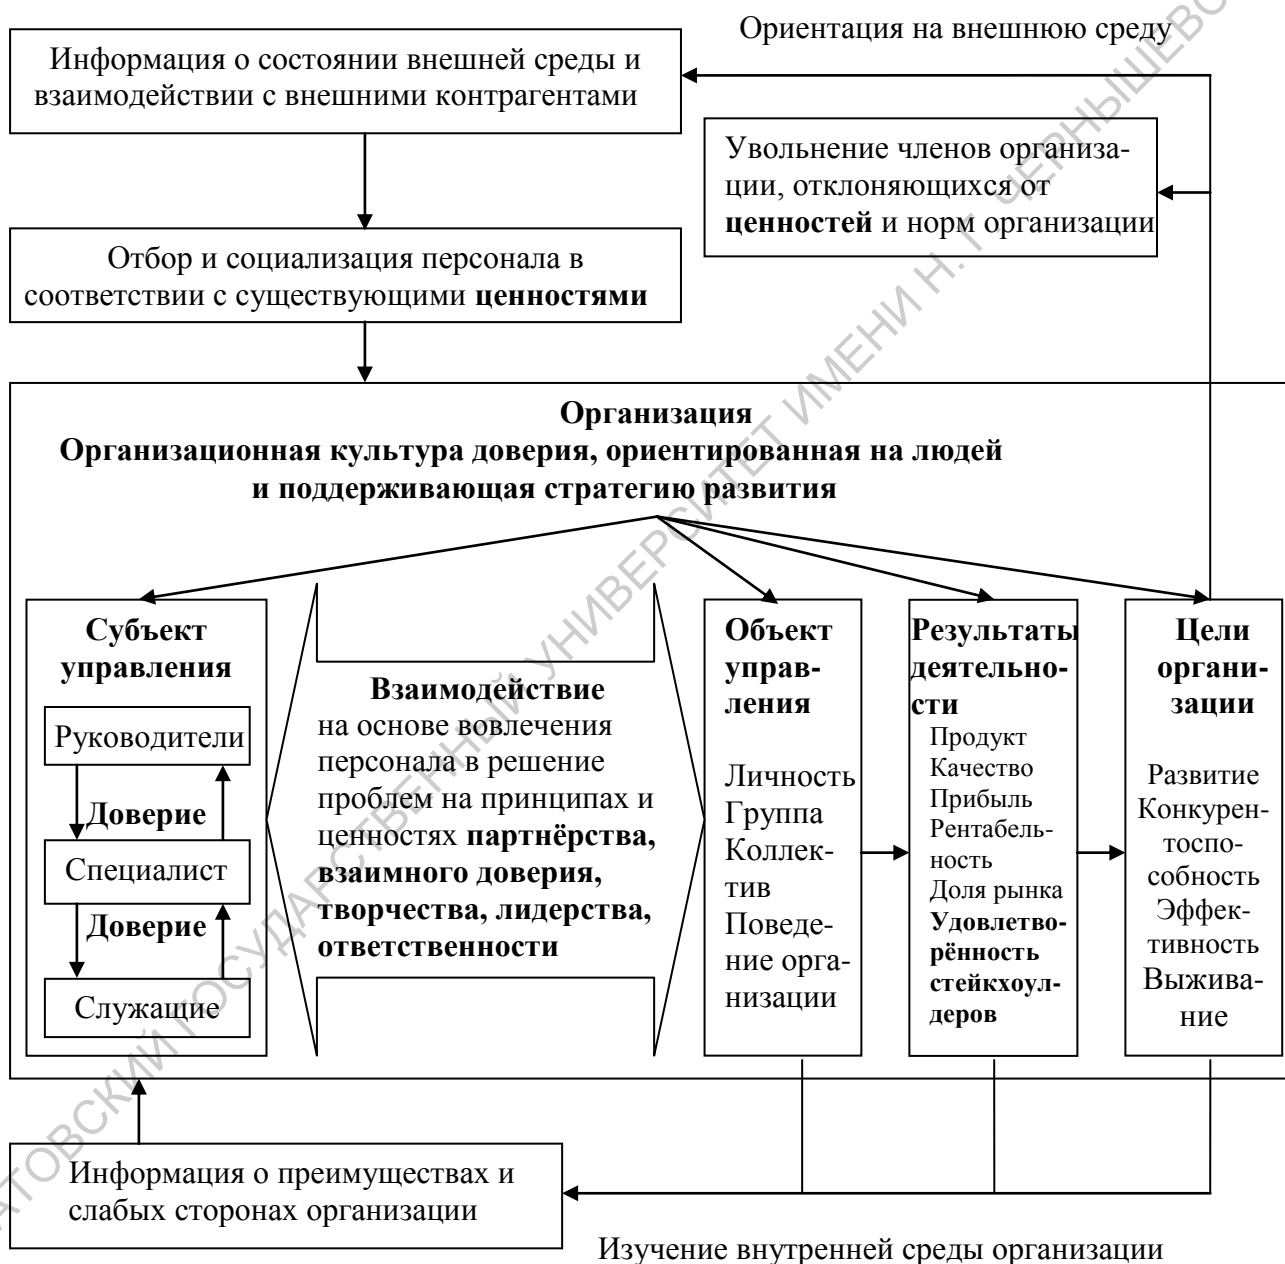 Ориентация на внешнюю среду
Информация о состоянии внешней среды и
взаимодействии с внешними контрагентами
Увольнение членов организа-
ции, отклоняющихся от
ценностей и норм организации
Отбор и социализация персонала в
соответствии с существующими ценностями
Организация
Организационная культура доверия, ориентированная на людей
и поддерживающая стратегию развития
Субъект
управления
Руководители
Доверие
Специалист
Доверие
Служащие
Взаимодействие
на основе вовлечения
персонала в решение
проблем на принципах и
ценностях партнёрства,
взаимного доверия,
творчества, лидерства,
ответственности
Объект
управ-
ления
Личность
Группа
Коллек-
тив
Поведе-
ние орга-
низации
Результаты
деятельно-
сти
Продукт
Качество
Прибыль
Рентабель-
ность
Доля рынка
Удовлетво-
рённость
стейкхоул-
деров
Цели
органи-
зации
Развитие
Конкурен-
тоспо-
собность
Эффек-
тивность
Выжива-
ние
Информация о преимуществах и
слабых сторонах организации
Изучение внутренней среды организации
АТОВСКИЙ ГОСУДАРСТВЕННЫЙ УНИВЕРСИТЕТ ИМЕНИ Н. Г. ЧЕРНЫШЕВО